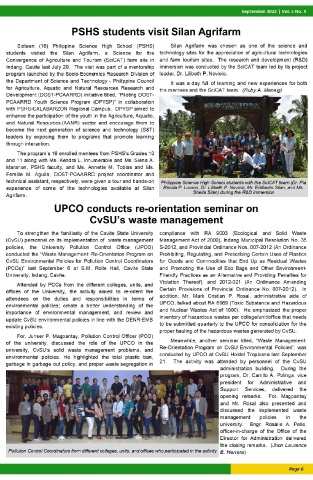 September 2022 | Vol. 5 No. 5
PSHS students visit Silan Agrifarm
Sixteen (16) Philippine Science High School (PSHS)
students visited the Silan Agrifarm, a Science for the
Convergence of Agriculture and Tourism (SciCAT) farm site in
Indang, Cavite last July 29. The visit was part of a mentorship
program launched by the Socio-Economics Research Division of
the Department of Science and Technology - Philippine Council
for Agriculture, Aquatic and Natural Resources Research and
Development (DOST-PCAARRD) initiative titled, "Piloting DOST-
PCAARRD Youth Science Program (DPYSP)" in collaboration
with PSHS-CALABARZON Regional Campus. DPYSP aimed to
enhance the participation of the youth in the Agriculture, Aquatic,
and Natural Resources (AANR) sector and encourage them to
become the next generation of science and technology (S&T)
leaders by exposing them to programs that promote learning
through interaction.
The program's 16 enrolled mentees from PSHS's Grades 10
and 11 along with Ms. Kendra L. Innumerable and Ms. Siena A.
Maranan, PSHS faculty, and Ms. Annette M. Tobias and Ms.
Femille M. Aguila, DOST-PCAARRD project coordinator and
technical assistant, respectively, were given a tour and hands-on
experience of some of the technologies available at Silan
Agrifarm.
Silan Agrifarm was chosen as one of the science and
technology sites for the appreciation of agricultural technologies
and farm tourism sites. The research and development (R&D)
immersion was conducted by the SciCAT team led by its project
leader, Dr. Lilibeth P. Novicio.
It was a day full of learning and new experiences for both
the mentees and the SciCAT team.
Philippine Science High School students with the SciCAT team
during the R&D immersion
UPCO conducts re-orientation seminar on
CvSU's waste management
To strengthen the familiarity of the Cavite State University
(CvSU) personnel on its implementation of waste management
policies, the University Pollution Control Office (UPCO)
conducted the "Waste Management Re-Orientation Program on
CvSU Environmental Policies for Pollution Control Coordinators
(PCCs)" last September 6 at S.M. Rolle Hall, Cavite State
University, Indang, Cavite.
Attended by PCCs from the different colleges, units, and
offices of the University, the activity aimed to reorient the
attendees on the duties and responsibilities in terms of
environmental policies; create a better understanding of the
importance of environmental management, and review and
update CvSU environmental policies in line with the DENR-EMB
existing policies.
For. Junner P. Magpantay, Pollution Control Officer (PCO)
of the university, discussed the role of the UPCO in the
university, CvSU's solid waste management problems, and
environmental policies. He highlighted the total plastic ban,
garbage in garbage out policy, and proper waste segregation in
compliance with RA 9003 [Ecological and Solid Waste
Management Act of 2000], Indang Municipal Resolution No. 35
S-2012, and Provincial Ordinance Nos. 007-2012 (An Ordinance
Prohibiting, Regulating, and Prescribing Certain Uses of Plastics
for Goods and Commodities that End Up as Residual Wastes
and Promoting the Use of Eco Bags and Other Environment-
Friendly Practices as an Alternative and Providing Penalties for
Violation Thereof), and 2012-021 (An Ordinance Amending
Certain Provisions of Provincial Ordinance No. 007-2012). In
addition, Mr. Mark Cristian P. Rosal, administrative aide of
UPCO, talked about RA 6969 (Toxic Substance and Hazardous
and Nuclear Wastes Act of 1990). He emphasized the proper
inventory of hazardous wastes per college/unit/office that needs
to be submitted quarterly to the UPCO for consolidation for the
proper hauling of the hazardous wastes generated by CvSU.
Meanwhile, another seminar titled, "Waste Management
Re-Orientation Program on CvSU Environmental Policies", was
conducted by UPCO at CvSU Hostel Tropicana last September
21. The activity was attended by personnel of the CvSU
administration building. During the
program, Dr. Camilo A. Polinga, vice
president for Administrative and
Support Services, delivered the
opening remarks. For. Magpantay
and Mr. Rosal also presented and
discussed the implemented waste
management policies in the
university. Engr. Rosalie A. Pelle,
officer-in-charge of the Office of the
Director for Administration delivered
the closing remarks.
Pollution Control Coordinators from different colleges, units, and offices who participated in the activity
Page 6